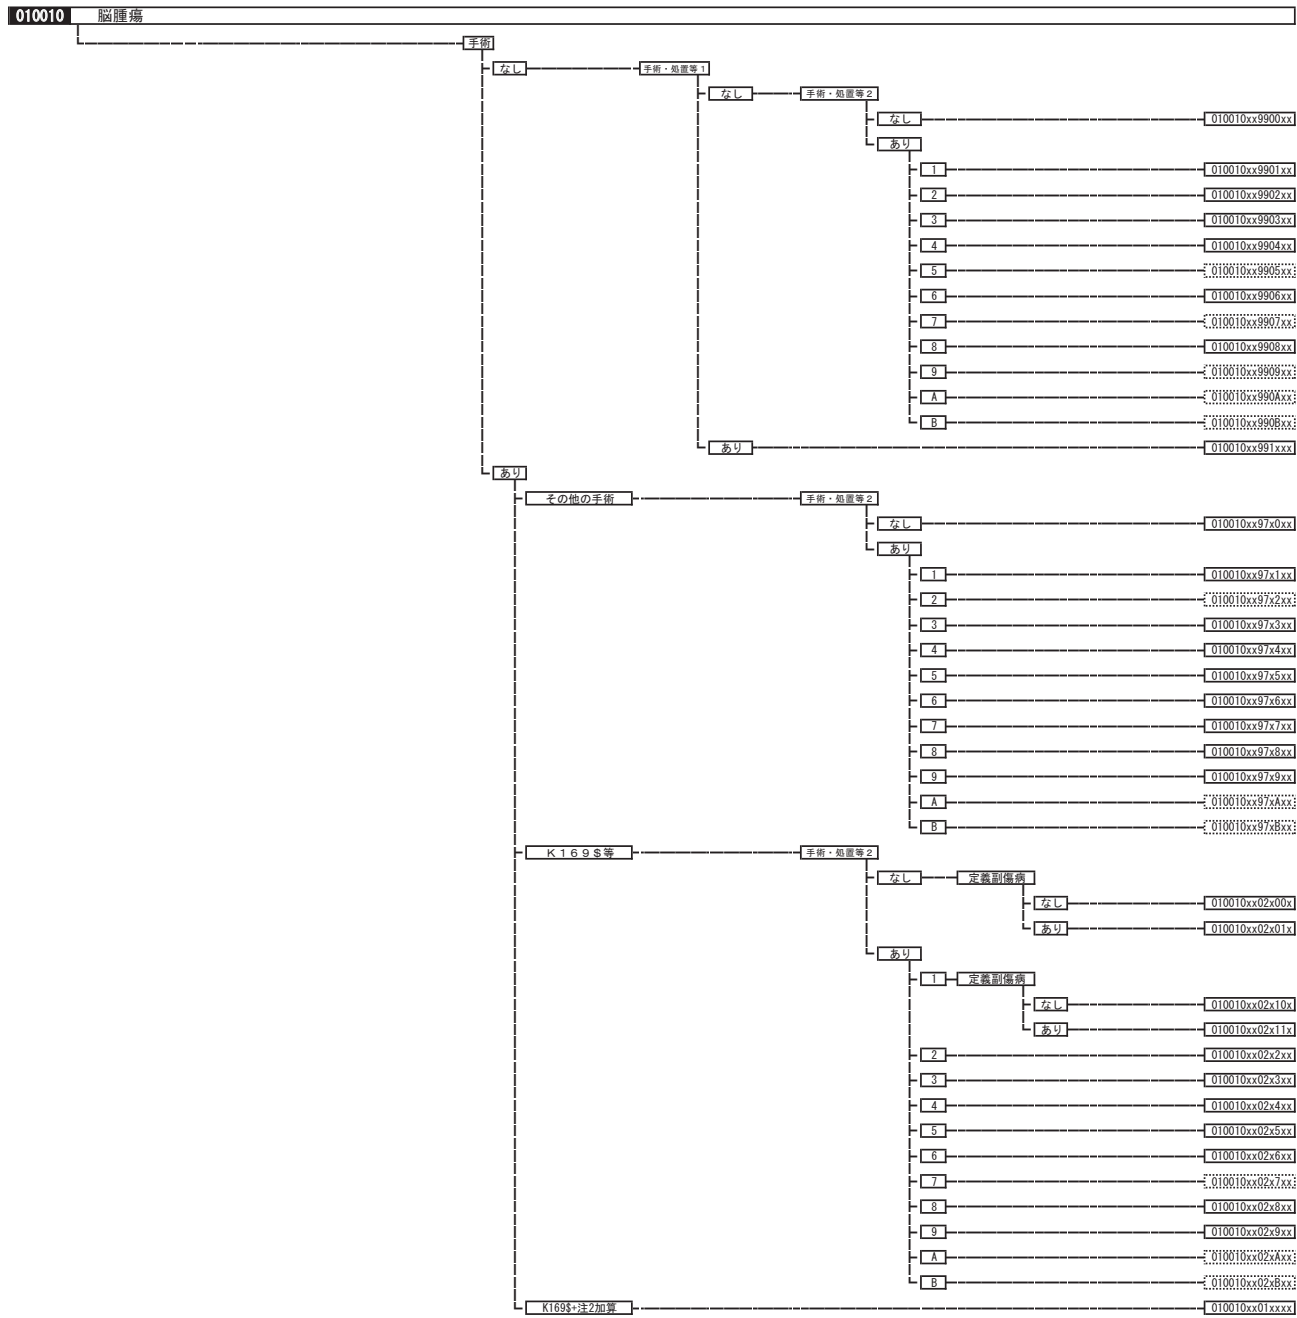 010010 脳腫瘍
手術
なし 手術・処置等1
なし 手術・処置等2
なし 010010xx9900xx
あり
1 010010xx9901xx
2 010010xx9902xx
3 010010xx9903xx
4 010010xx9904xx
5 010010xx9905xx
6 010010xx9906xx
7 010010xx9907xx
8 010010xx9908xx
9 010010xx9909xx
A 010010xx990Axx
B 010010xx990Bxx
あり 010010xx991xxx
あり
その他の手術 手術・処置等2
なし 010010xx97x0xx
あり
1 010010xx97x1xx
2 010010xx97x2xx
3 010010xx97x3xx
4 010010xx97x4xx
5 010010xx97x5xx
6 010010xx97x6xx
7 010010xx97x7xx
8 010010xx97x8xx
9 010010xx97x9xx
A 010010xx97xAxx
B 010010xx97xBxx
K169$等 手術・処置等2
なし 定義副傷病
なし 010010xx02x00x
あり 010010xx02x01x
あり
1 定義副傷病
なし 010010xx02x10x
あり 010010xx02x11x
2 010010xx02x2xx
3 010010xx02x3xx
4 010010xx02x4xx
5 010010xx02x5xx
6 010010xx02x6xx
7 010010xx02x7xx
8 010010xx02x8xx
9 010010xx02x9xx
A 010010xx02xAxx
B 010010xx02xBxx
K169$+注2加算 010010xx01xxxx